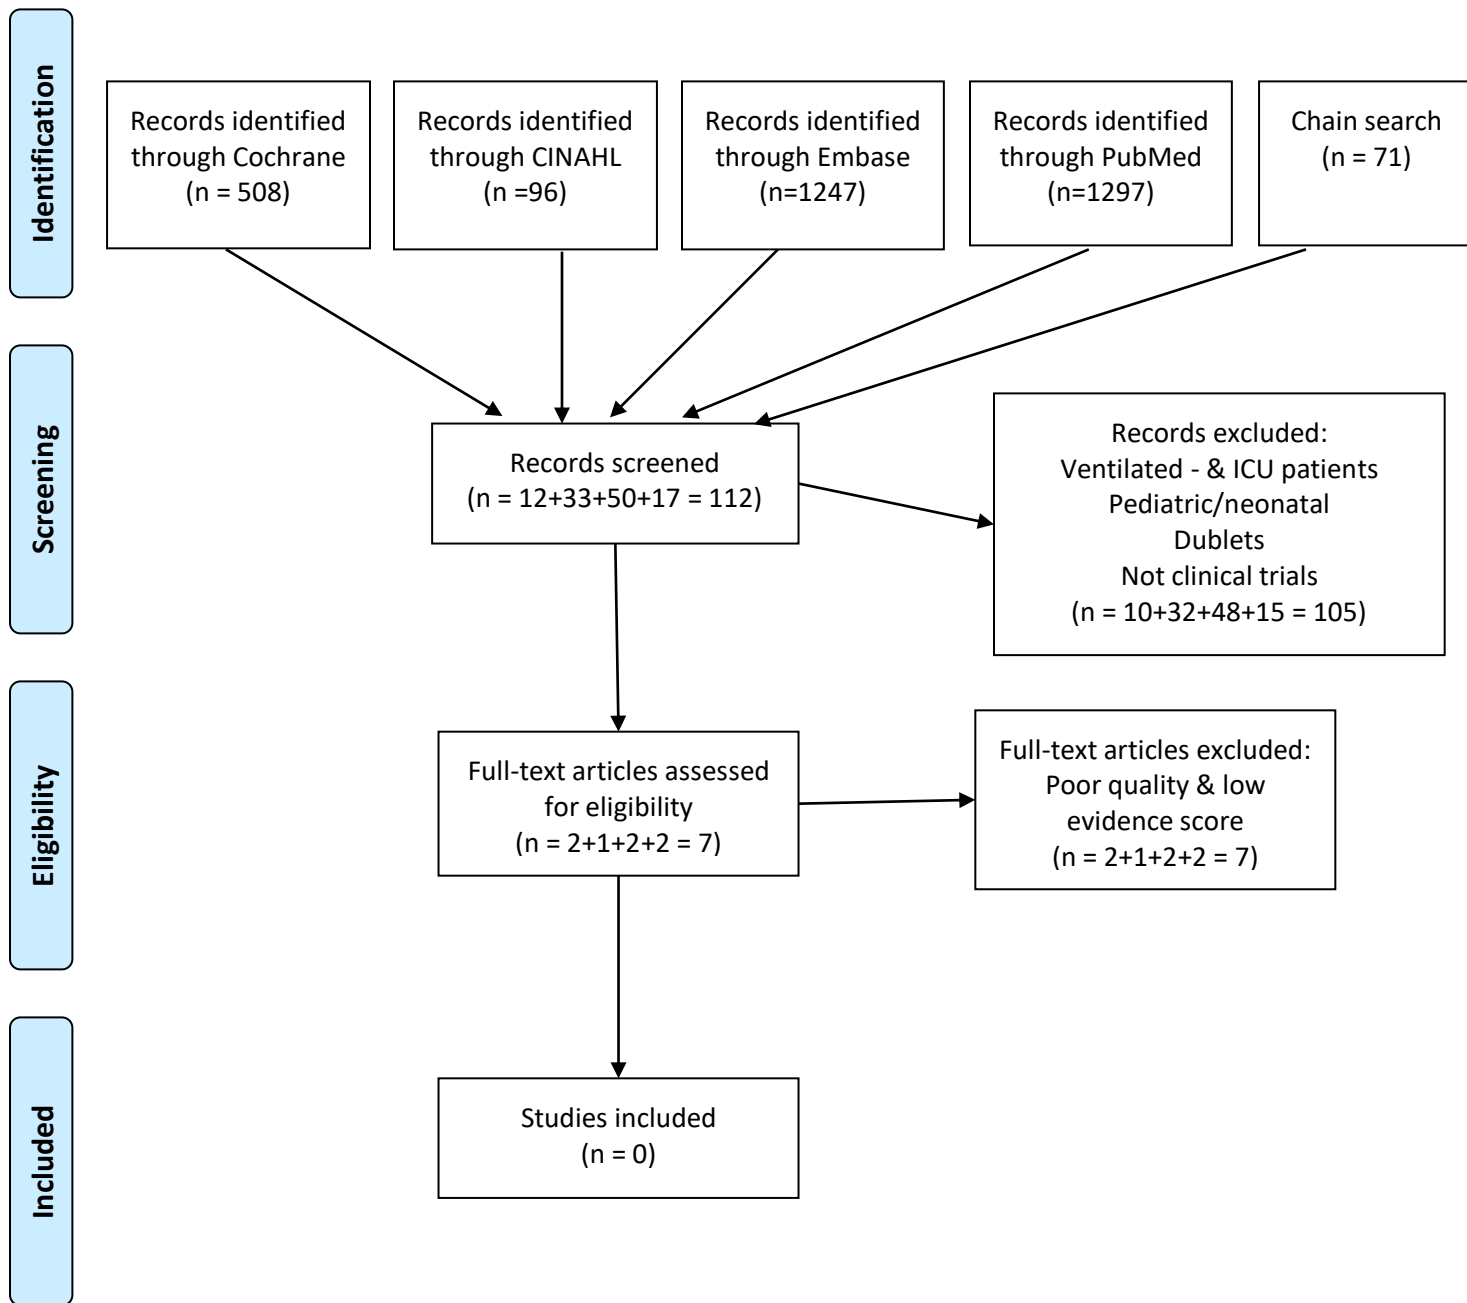 Identification
Records identified
through Cochrane
(n = 508)
Records identified
through CINAHL
(n =96)
Records identified
through Embase
(n=1247)
Records identified
through PubMed
(n=1297)
Chain search
(n = 71)
Screening
Records screened
(n = 12+33+50+17 = 112)
Records excluded:
Ventilated - & ICU patients
Pediatric/neonatal
Dublets
Not clinical trials
(n = 10+32+48+15 = 105)
Eligibility
Full-text articles assessed
for eligibility
(n = 2+1+2+2 = 7)
Full-text articles excluded:
Poor quality & low
evidence score
(n = 2+1+2+2 = 7)
Included
Studies included
(n = 0)